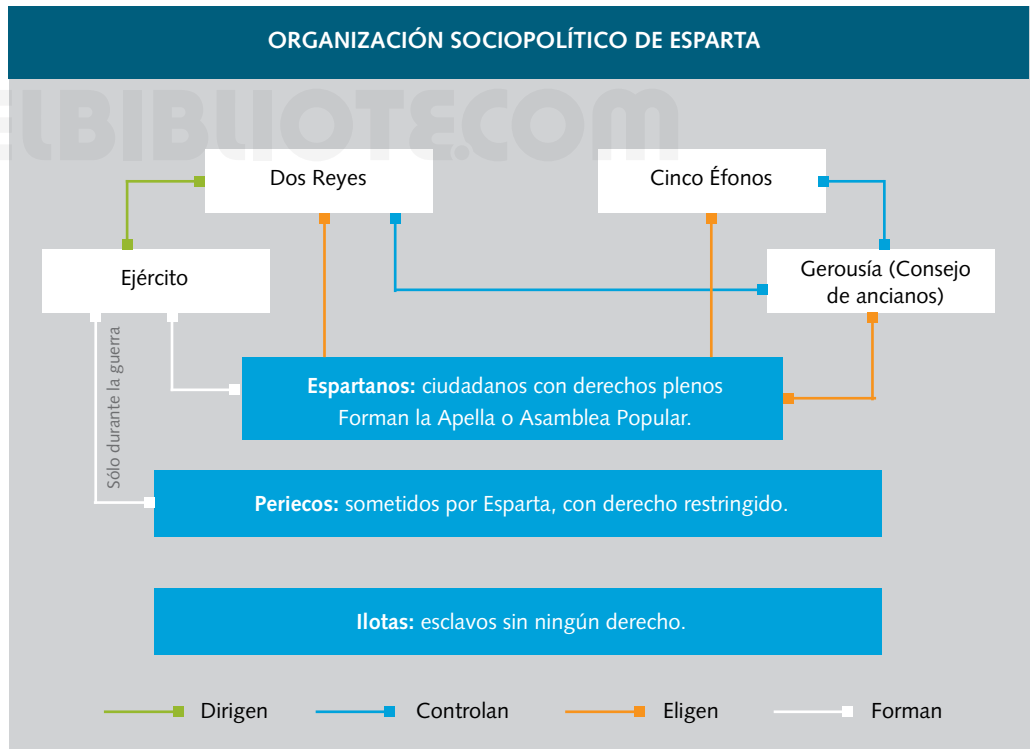 ORGANIZACIÓN SOCIOPOLÍTICO DE ESPARTA
ELBIBLIOTE.COM
Dos Reyes
Cinco Éfonos
Ejército
Gerousía (Consejo
de ancianos)
Sólo durante la guerra
Espartanos: ciudadanos con derechos plenos
Forman la Apella o Asamblea Popular.
Periecos: sometidos por Esparta, con derecho restringido.
Ilotas: esclavos sin ningún derecho.
Dirigen
Controlan
Eligen
Forman